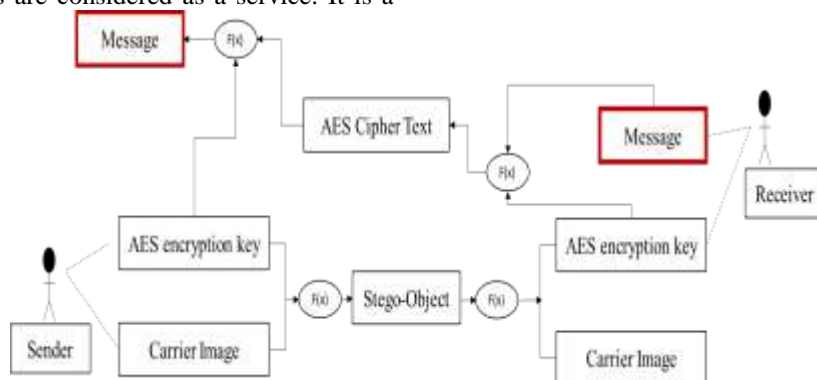 s are considered as a service. It is a
Message
F(x)
AES Cipher Text
Message
F(x)
Receiver
AES encryption key
AES encryption key
F(x)
Stego-Object
F(x)
Sender
Carrier Image
Carrier Image